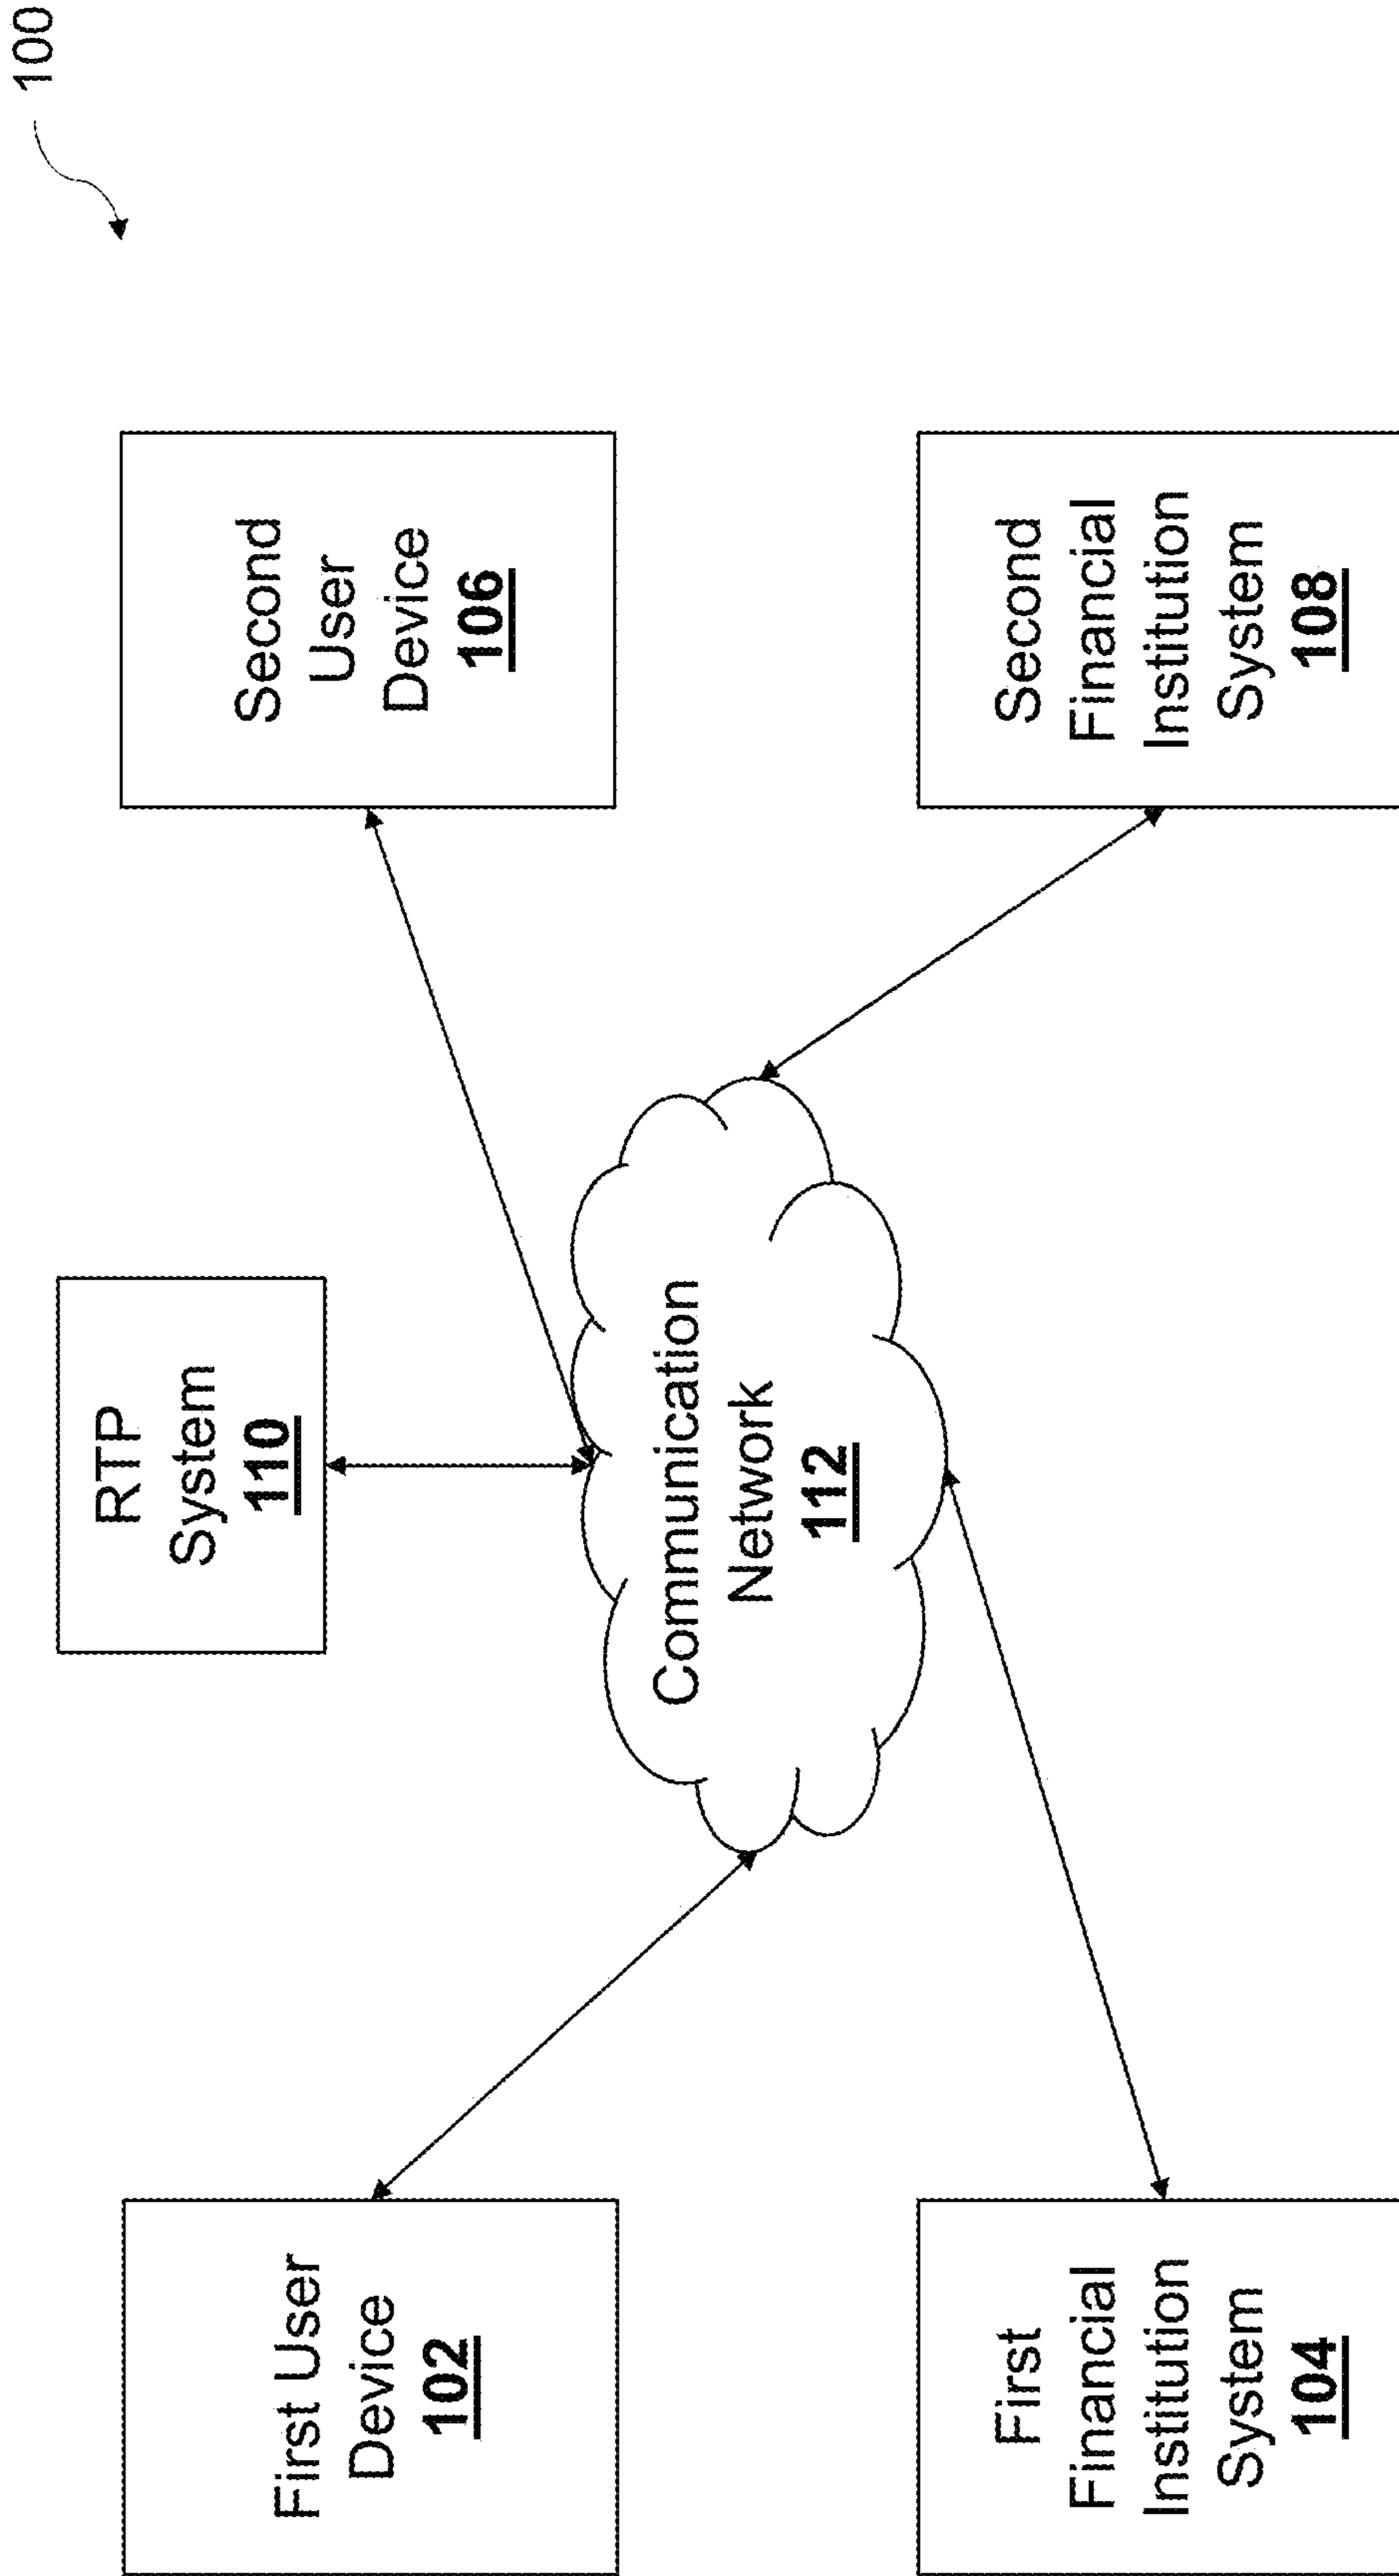 100
RTP
System
110
First User
Device
102
Second
User
Device
106
Communication
Network
112
First
Financial
Institution
System
104
Second
Financial
Institution
System
108